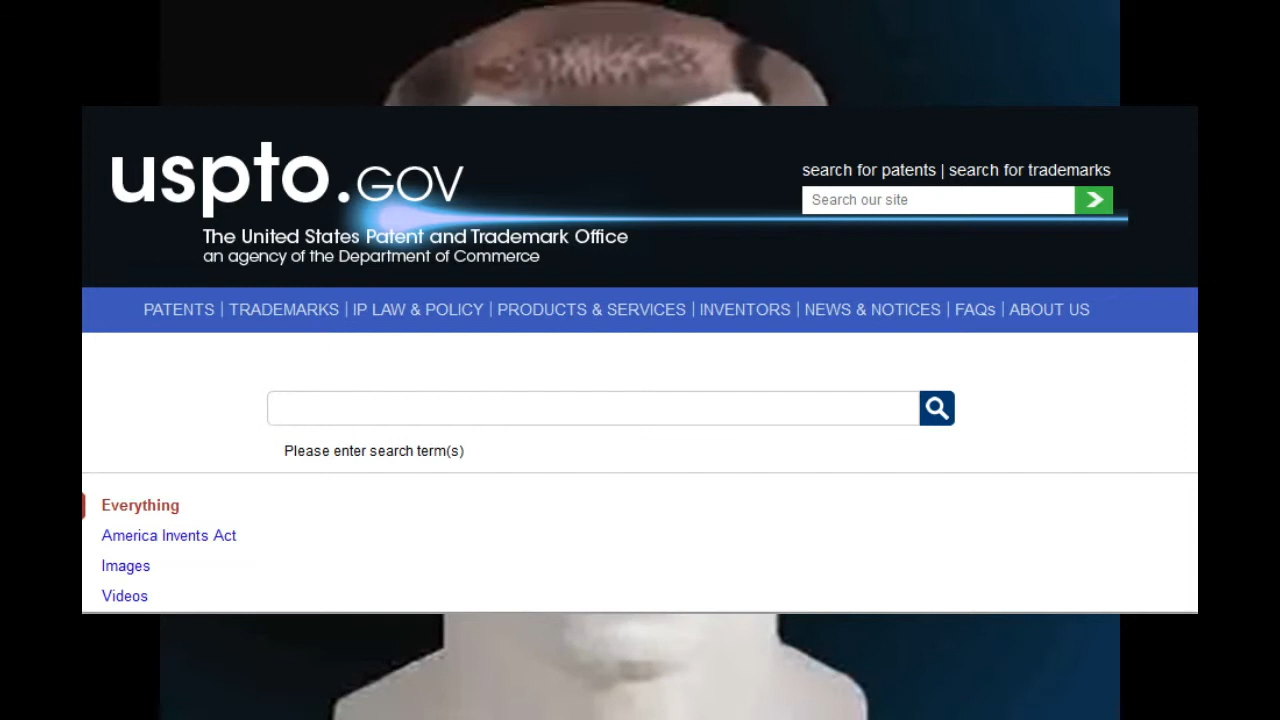 uspto.GOV
The United States Patent and Trademark Office
an agency of the Department of Commerce
search for patents | search for trademarks
Search our site
PATENTS | TRADEMARKS | IP LAW & POLICY | PRODUCTS & SERVICES | INVENTORS | NEWS & NOTICES | FAQs | ABOUT US
Please enter search term(s)
Everything
America Invents Act
Images
Videos